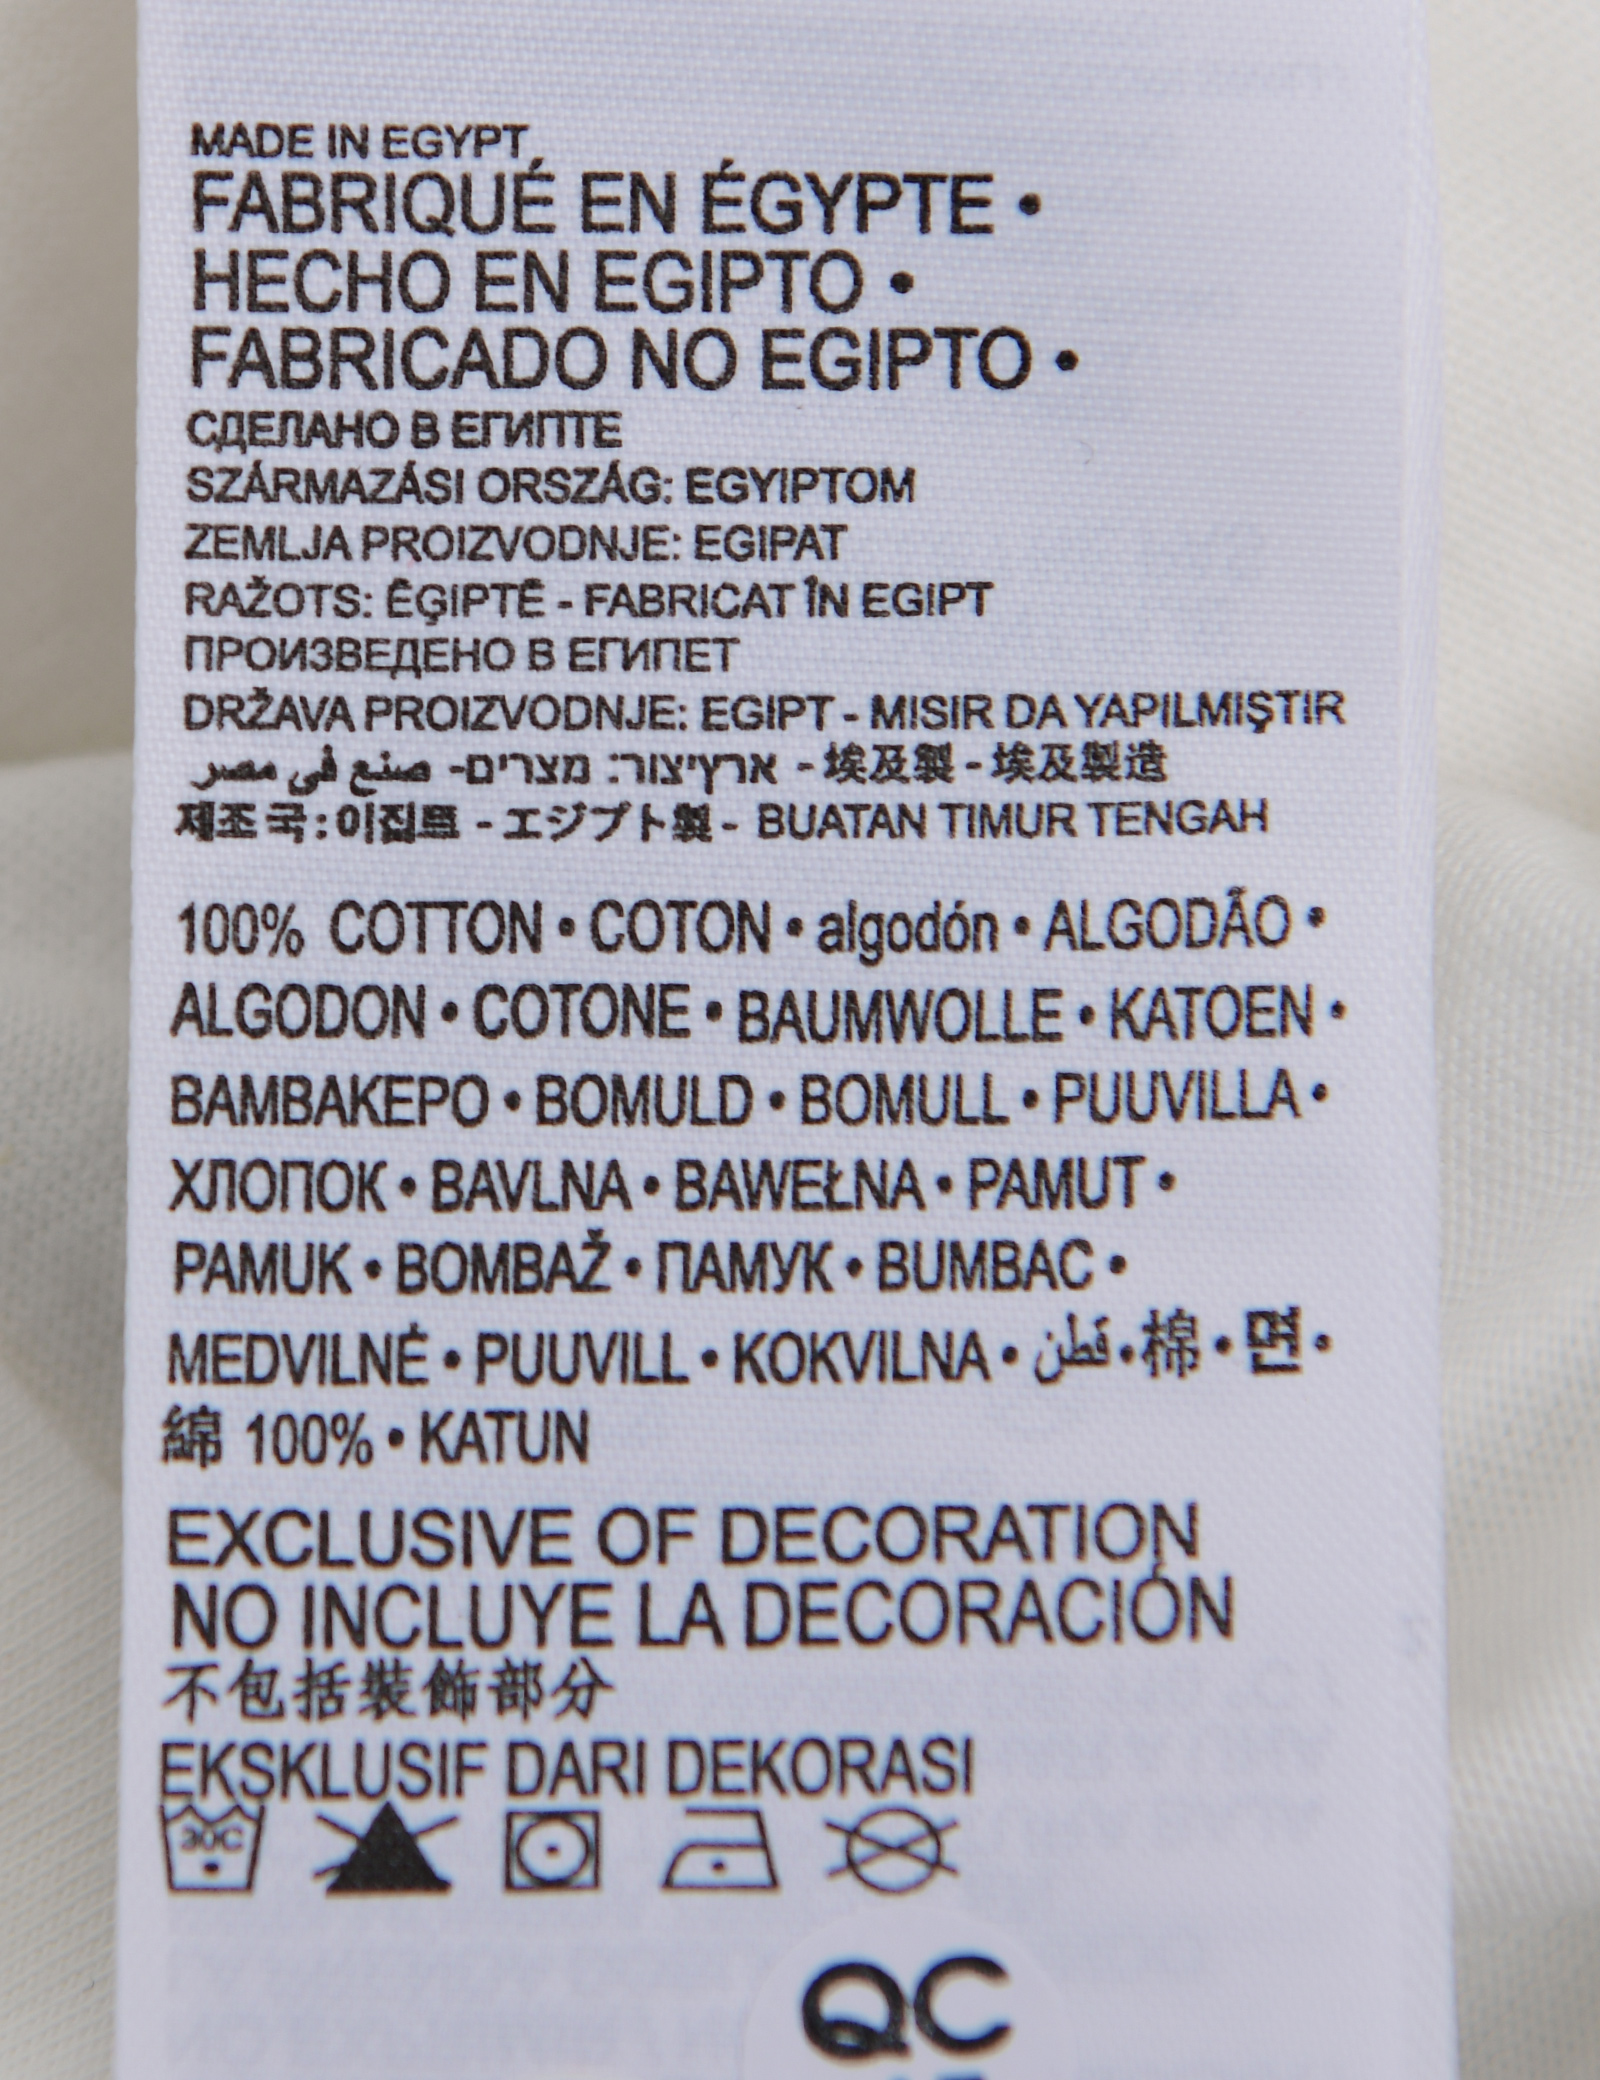 MADE IN EGYPT
FABRIQUÉ EN ÉGYPTE •
HECHO EN EGIPTO •
FABRICADO NO EGIPTO •
СДЕЛАНО В ЕГИПТЕ
SZÁRMAZÁSI ORSZÁG: EGYIPTOM
ZEMLJA PROIZVODNJE: EGIPAT
RAŽOTS: ĒĢIPTĒ - FABRICAT ÎN EGIPT
ПРОИЗВЕДЕНО В ЕГИПЕТ
DRŽAVA PROIZVODNJE: EGIPT - MISIR DA YAPILMIŞTIR
صنع في مصر -ארץ יצור: מצרים - 埃及製 - 埃及製造
제조국:이집트 - エジプト製 - BUATAN TIMUR TENGAH
100% COTTON • COTON • algodón • ALGODÃO •
ALGODON • COTONE • BAUMWOLLE • KATOEN •
BAMBAKEPO • BOMULD • BOMULL • PUUVILLA •
ХЛОПОК • BAVLNA • BAWEŁNA • PAMUT •
PAMUK • BOMBAŽ • ПАМУК • BUMBAC •
MEDVILNĖ • PUUVILL • KOKVILNA • قطن • 棉 • 면 •
綿 100% • KATUN
EXCLUSIVE OF DECORATION
NO INCLUYE LA DECORACIÓN
不包括裝飾部分
EKSKLUSIF DARI DEKORASI
30C
QC